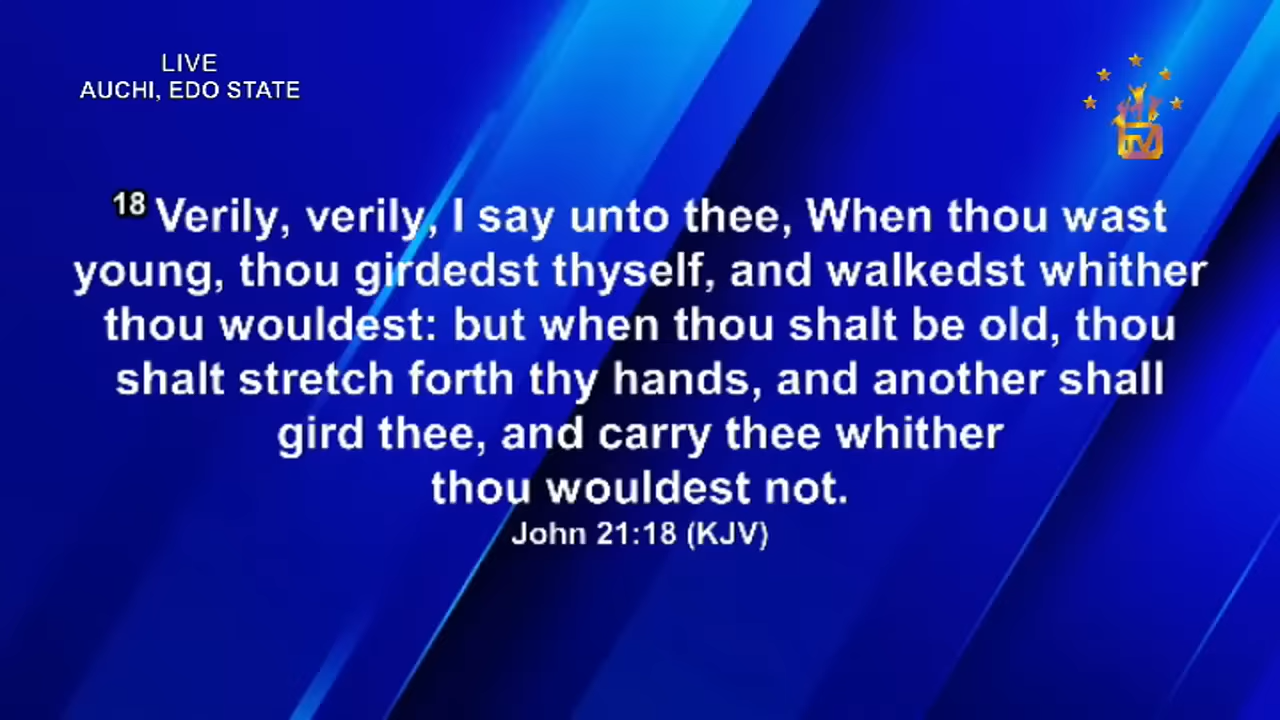 LIVE
AUCHI, EDO STATE
TV
18 Verily, verily, I say unto thee, When thou wast
young, thou girdedst thyself, and walkedst whither
thou wouldest: but when thou shalt be old, thou
shalt stretch forth thy hands, and another shall
gird thee, and carry thee whither
thou wouldest not.
John 21:18 (KJV)